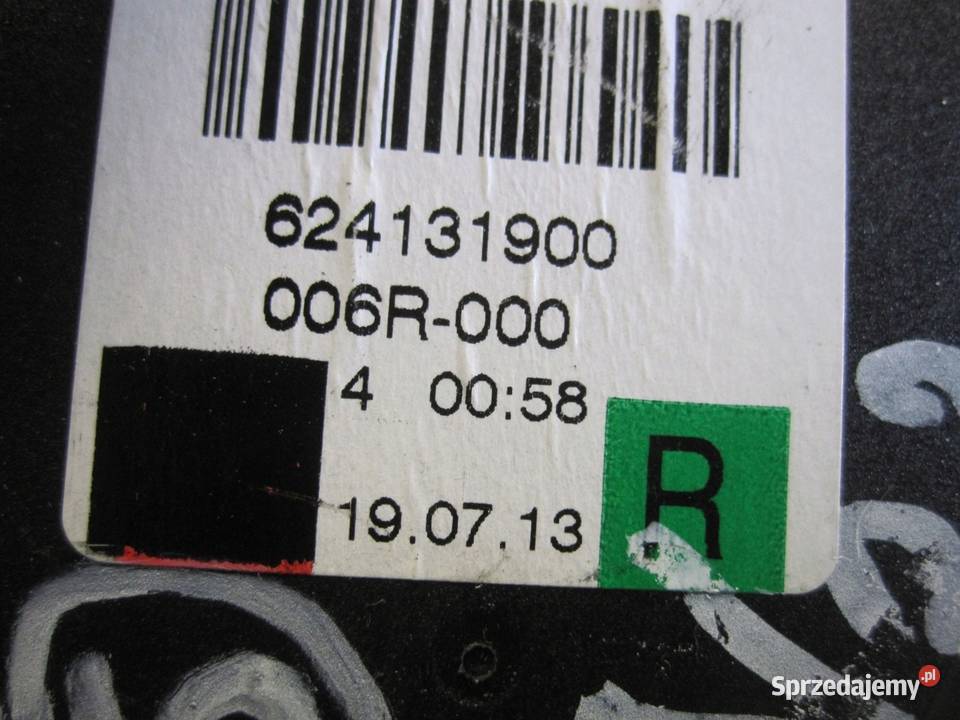 624131900
006R-000
4 00:58
R
19.07.13
Sprzedajemy.pl